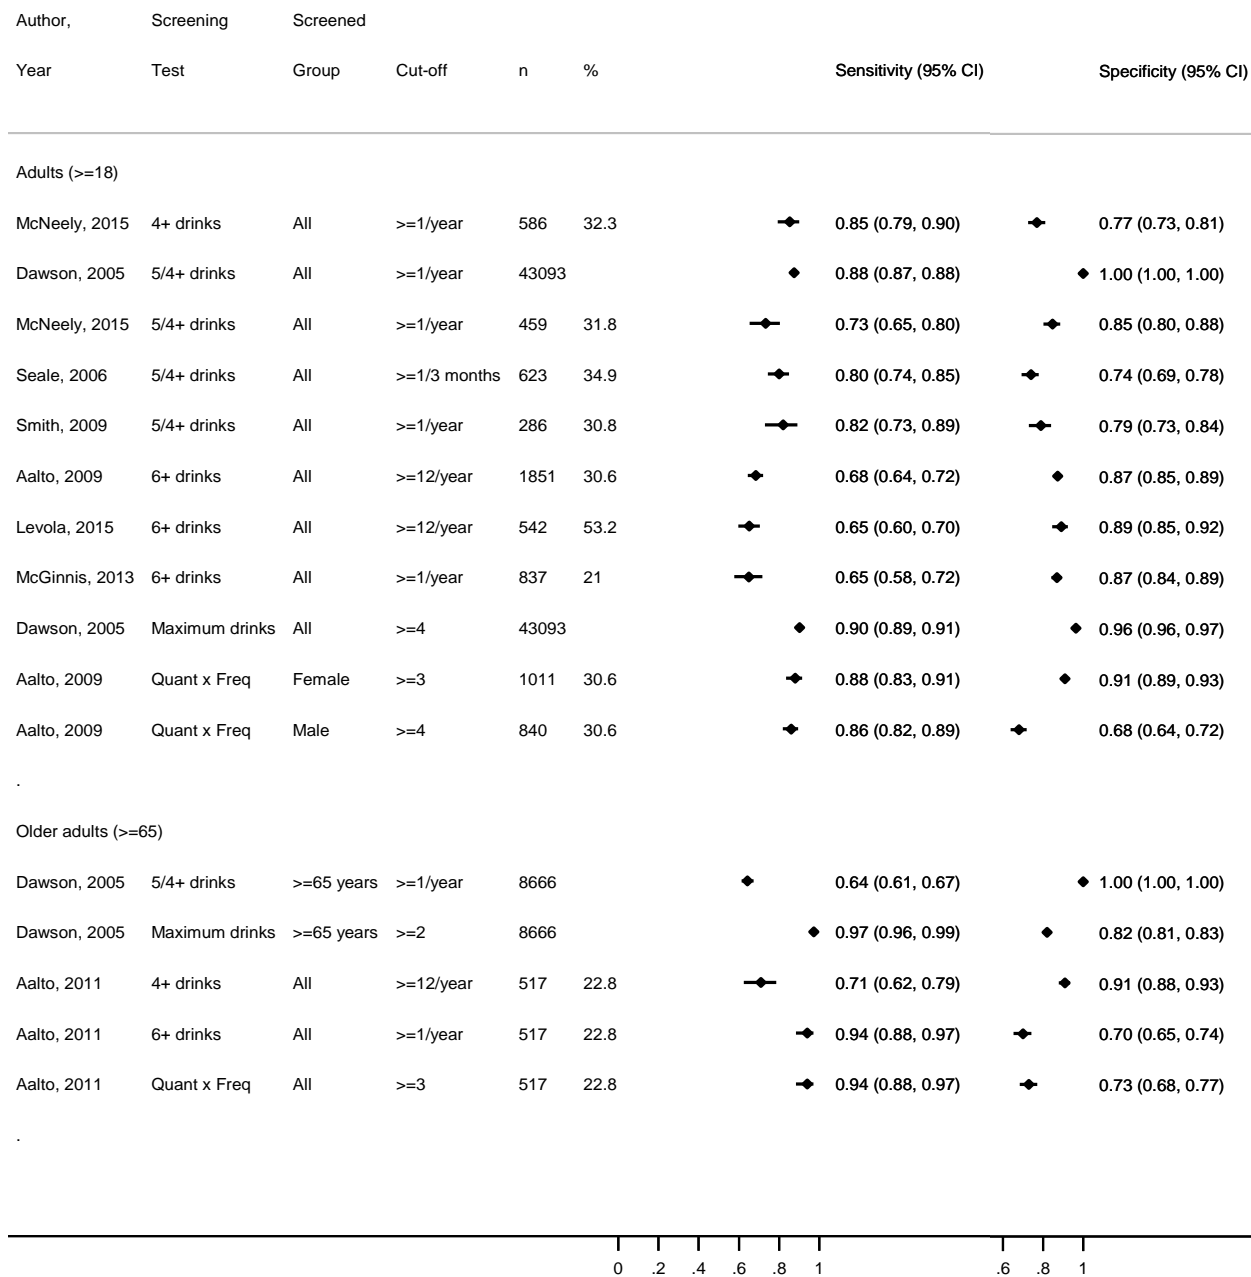 Author, Screening Screened
Year Test Group Cut-off n % Sensitivity (95% CI) Specificity (95% CI)
Adults (>=18)
McNeely, 2015 4+ drinks All >=1/year 586 32.3 0.85 (0.79, 0.90) 0.77 (0.73, 0.81)
Dawson, 2005 5/4+ drinks All >=1/year 43093 0.88 (0.87, 0.88) 1.00 (1.00, 1.00)
McNeely, 2015 5/4+ drinks All >=1/year 459 31.8 0.73 (0.65, 0.80) 0.85 (0.80, 0.88)
Seale, 2006 5/4+ drinks All >=1/3 months 623 34.9 0.80 (0.74, 0.85) 0.74 (0.69, 0.78)
Smith, 2009 5/4+ drinks All >=1/year 286 30.8 0.82 (0.73, 0.89) 0.79 (0.73, 0.84)
Aalto, 2009 6+ drinks All >=12/year 1851 30.6 0.68 (0.64, 0.72) 0.87 (0.85, 0.89)
Levola, 2015 6+ drinks All >=12/year 542 53.2 0.65 (0.60, 0.70) 0.89 (0.85, 0.92)
McGinnis, 2013 6+ drinks All >=1/year 837 21 0.65 (0.58, 0.72) 0.87 (0.84, 0.89)
Dawson, 2005 Maximum drinks All >=4 43093 0.90 (0.89, 0.91) 0.96 (0.96, 0.97)
Aalto, 2009 Quant x Freq Female >=3 1011 30.6 0.88 (0.83, 0.91) 0.91 (0.89, 0.93)
Aalto, 2009 Quant x Freq Male >=4 840 30.6 0.86 (0.82, 0.89) 0.68 (0.64, 0.72)
.
Older adults (>=65)
Dawson, 2005 5/4+ drinks >=65 years >=1/year 8666 0.64 (0.61, 0.67) 1.00 (1.00, 1.00)
Dawson, 2005 Maximum drinks >=65 years >=2 8666 0.97 (0.96, 0.99) 0.82 (0.81, 0.83)
Aalto, 2011 4+ drinks All >=12/year 517 22.8 0.71 (0.62, 0.79) 0.91 (0.88, 0.93)
Aalto, 2011 6+ drinks All >=1/year 517 22.8 0.94 (0.88, 0.97) 0.70 (0.65, 0.74)
Aalto, 2011 Quant x Freq All >=3 517 22.8 0.94 (0.88, 0.97) 0.73 (0.68, 0.77)
.
0 .2 .4 .6 .8 1 .6 .8 1